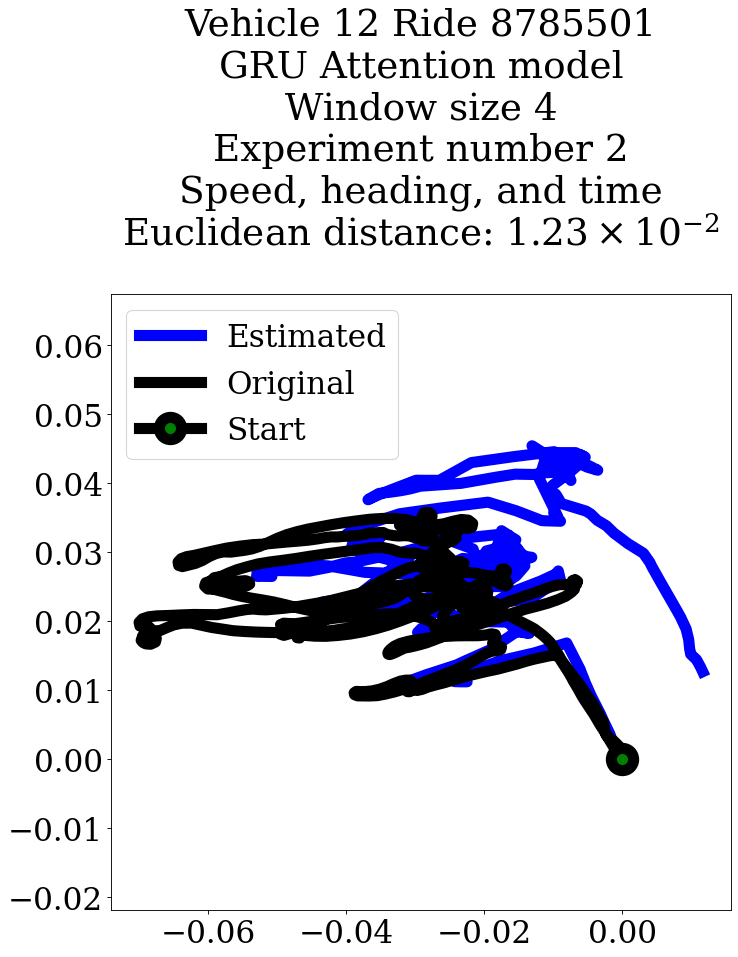 Vehicle 12 Ride 8785501
GRU Attention model
Window size 4
Experiment number 2
Speed, heading, and time
Euclidean distance: 1.23 × 10⁻²
Estimated
Original
Start
0.06
0.05
0.04
0.03
0.02
0.01
0.00
−0.01
−0.02
−0.06 −0.04 −0.02 0.00